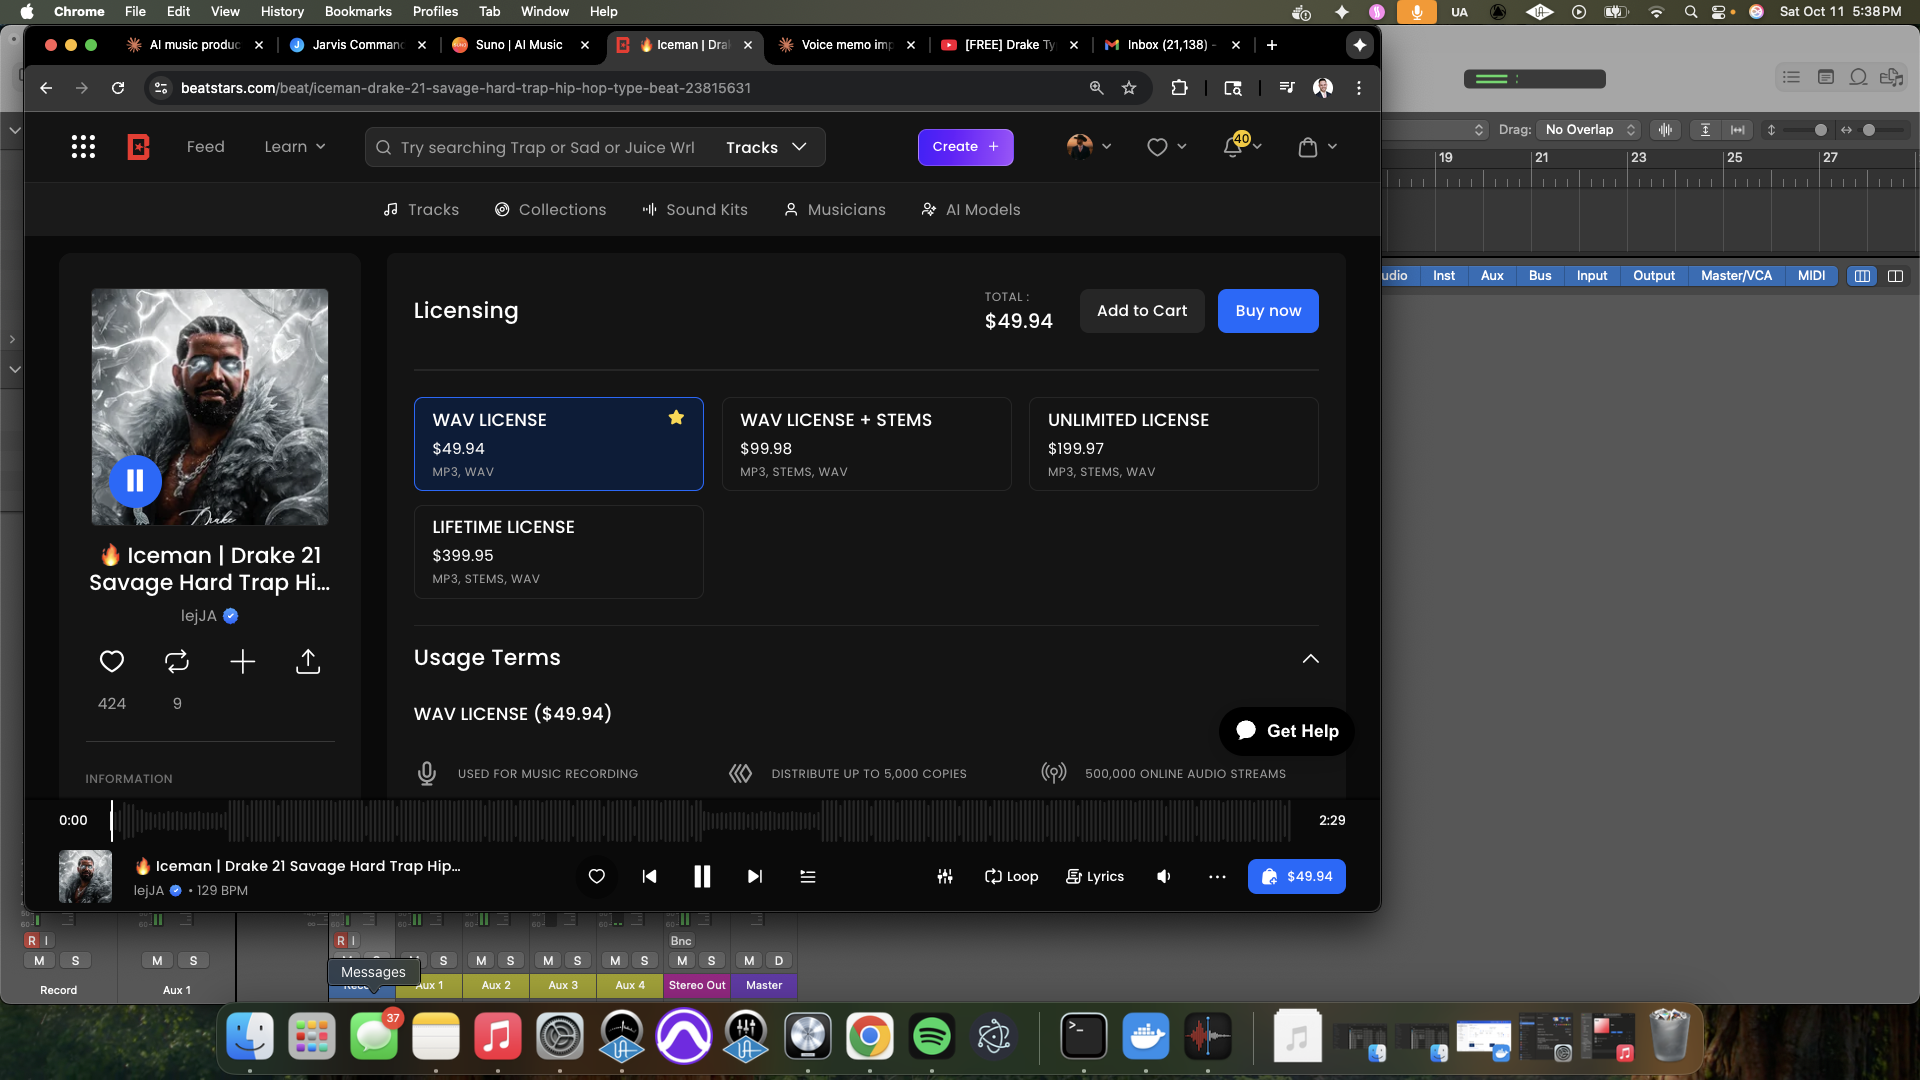 Chrome File Edit View History Bookmarks Profiles Tab Window Help
UA
Sat Oct 11 5:38 PM
AI music produc
Jarvis Comman
Suno | AI Music
Iceman | Dra
Voice memo imp
[FREE] Drake Ty
Inbox (21,138) -
beatstars.com/beat/iceman-drake-21-savage-hard-trap-hip-hop-type-beat-23815631
Feed
Learn
Try searching Trap or Sad or Juice Wrl
Tracks
Create +
40
Tracks
Collections
Sound Kits
Musicians
AI Models
Drag: No Overlap
19 21 23 25 27
udio Inst Aux Bus Input Output Master/VCA MIDI
Drake
Iceman | Drake 21
Savage Hard Trap Hi...
lejJA
424
9
INFORMATION
Licensing
TOTAL :
$49.94
Add to Cart
Buy now
WAV LICENSE
$49.94
MP3, WAV
WAV LICENSE + STEMS
$99.98
MP3, STEMS, WAV
UNLIMITED LICENSE
$199.97
MP3, STEMS, WAV
LIFETIME LICENSE
$399.95
MP3, STEMS, WAV
Usage Terms
WAV LICENSE ($49.94)
Get Help
USED FOR MUSIC RECORDING
DISTRIBUTE UP TO 5,000 COPIES
500,000 ONLINE AUDIO STREAMS
0:00
2:29
Iceman | Drake 21 Savage Hard Trap Hip...
lejJA • 129 BPM
Loop
Lyrics
$49.94
R I
R I
Bnc
M S
M S
S
M S
M S
M S
M S
M D
Messages
Record
Aux 1
Aux 1
Aux 2
Aux 3
Aux 4
Stereo Out
Master
37